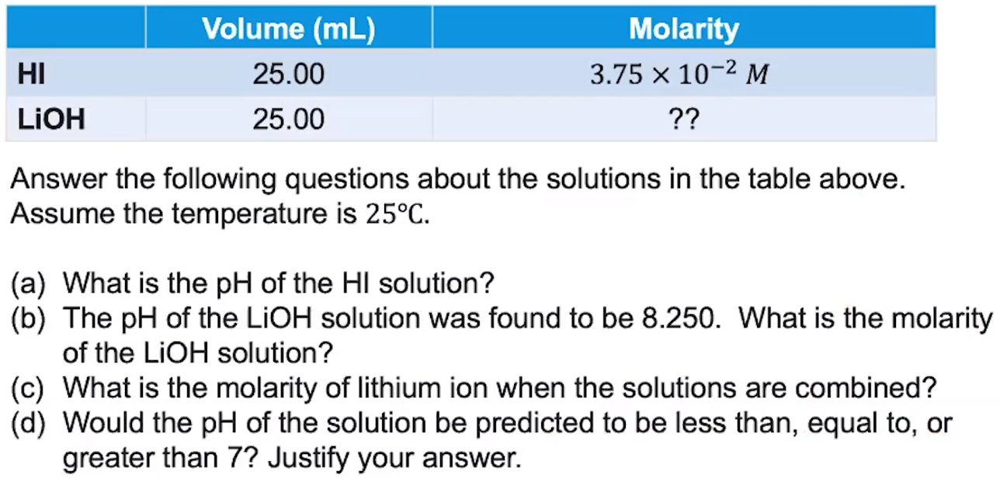 Volume (mL) Molarity
HI 25.00 3.75 × 10⁻² M
LiOH 25.00 ??
Answer the following questions about the solutions in the table above.
Assume the temperature is 25°C.
(a) What is the pH of the HI solution?
(b) The pH of the LiOH solution was found to be 8.250. What is the molarity
of the LiOH solution?
(c) What is the molarity of lithium ion when the solutions are combined?
(d) Would the pH of the solution be predicted to be less than, equal to, or
greater than 7? Justify your answer.